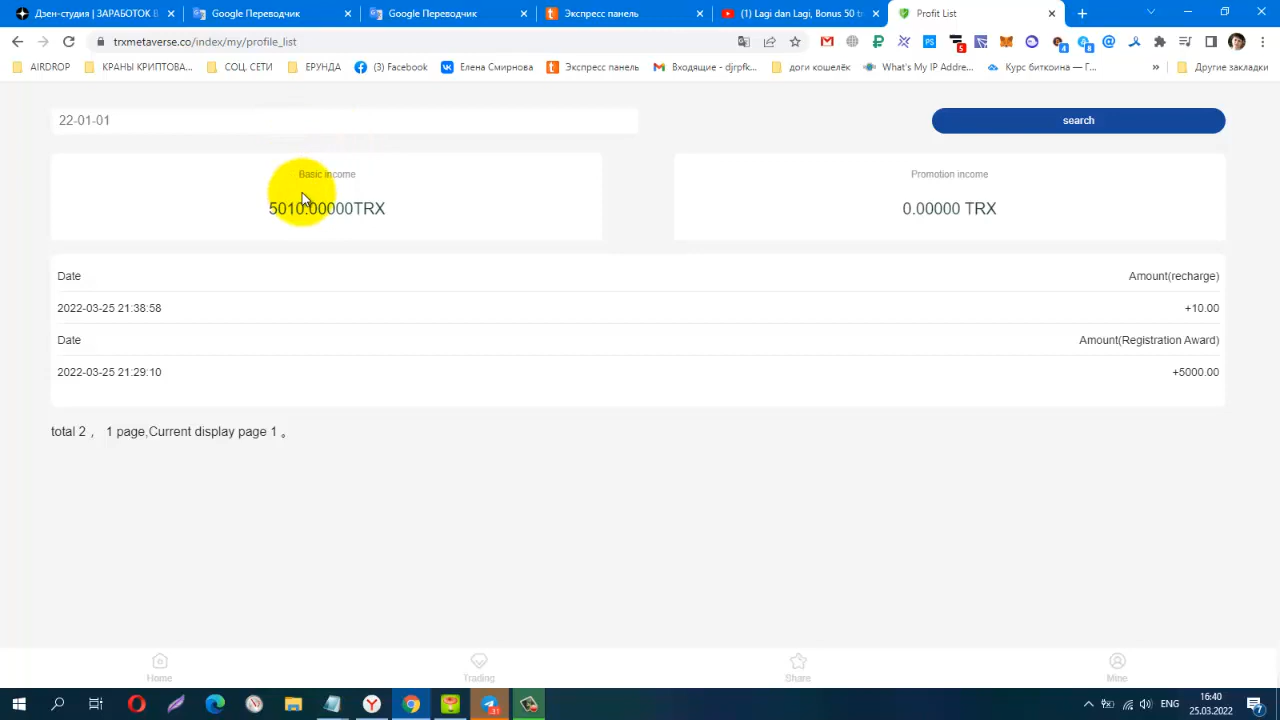 Дзен-студия | ЗАРАБОТОК В
Google Переводчик
Google Переводчик
Экспресс панель
(1) Lagi dan Lagi, Bonus 50 t
Profit List
trxmetaverse.co/index/my/profile_list
AIRDROP
КРАНЫ КРИПТОВА...
СОЦ СЕТИ
ЕРУНДА
(3) Facebook
Елена Смирнова
Экспресс панель
Входящие - djrpfk...
доги кошелёк
What's My IP Addre...
Курс биткоина — Г...
»
Другие закладки
22-01-01
search
Basic income
Promotion income
5010.00000TRX
0.00000 TRX
Date
Amount(recharge)
2022-03-25 21:38:58
+10.00
Date
Amount(Registration Award)
2022-03-25 21:29:10
+5000.00
total 2， 1 page,Current display page 1 。
Home
Trading
Share
Mine
ENG
16:40
25.03.2022